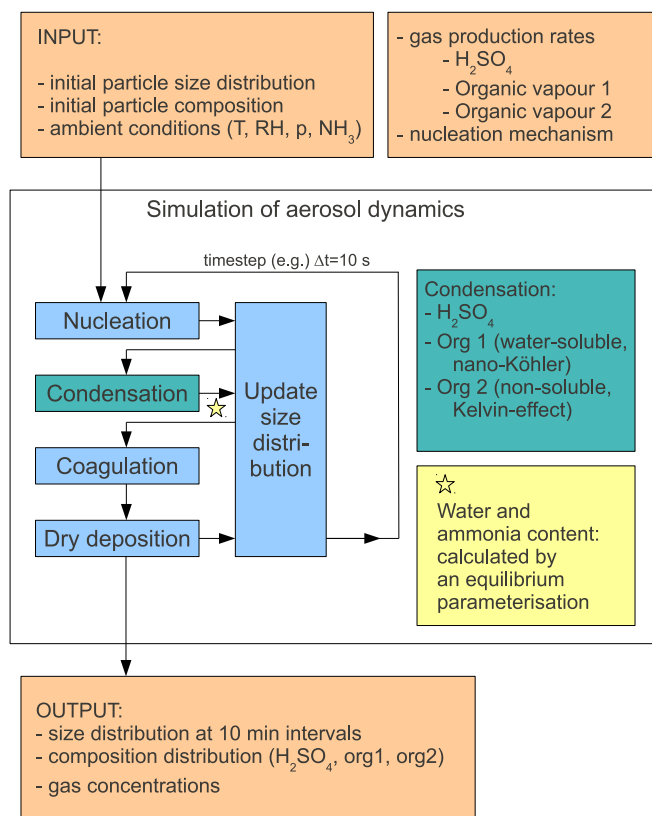 INPUT:
- initial particle size distribution
- initial particle composition
- ambient conditions (T, RH, p, NH₃)
- gas production rates
- H₂SO₄
- Organic vapour 1
- Organic vapour 2
- nucleation mechanism
Simulation of aerosol dynamics
timestep (e.g.) Δt=10 s
Nucleation
Condensation
Coagulation
Dry deposition
Update
size
distri-
bution
Condensation:
- H₂SO₄
- Org 1 (water-soluble,
nano-Köhler)
- Org 2 (non-soluble,
Kelvin-effect)
Water and
ammonia content:
calculated by
an equilibrium
parameterisation
OUTPUT:
- size distribution at 10 min intervals
- composition distribution (H₂SO₄, org1, org2)
- gas concentrations